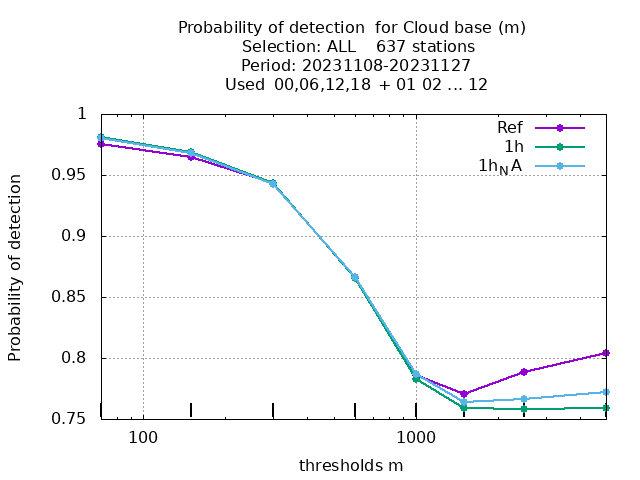 Probability of detection  for Cloud base (m)
Selection: ALL    637 stations
Period: 20231108-20231127
Used  00,06,12,18  + 01 02 ... 12
Ref
1h
1h_NA
1
0.95
0.9
0.85
0.8
0.75
Probability of detection
100
1000
thresholds m